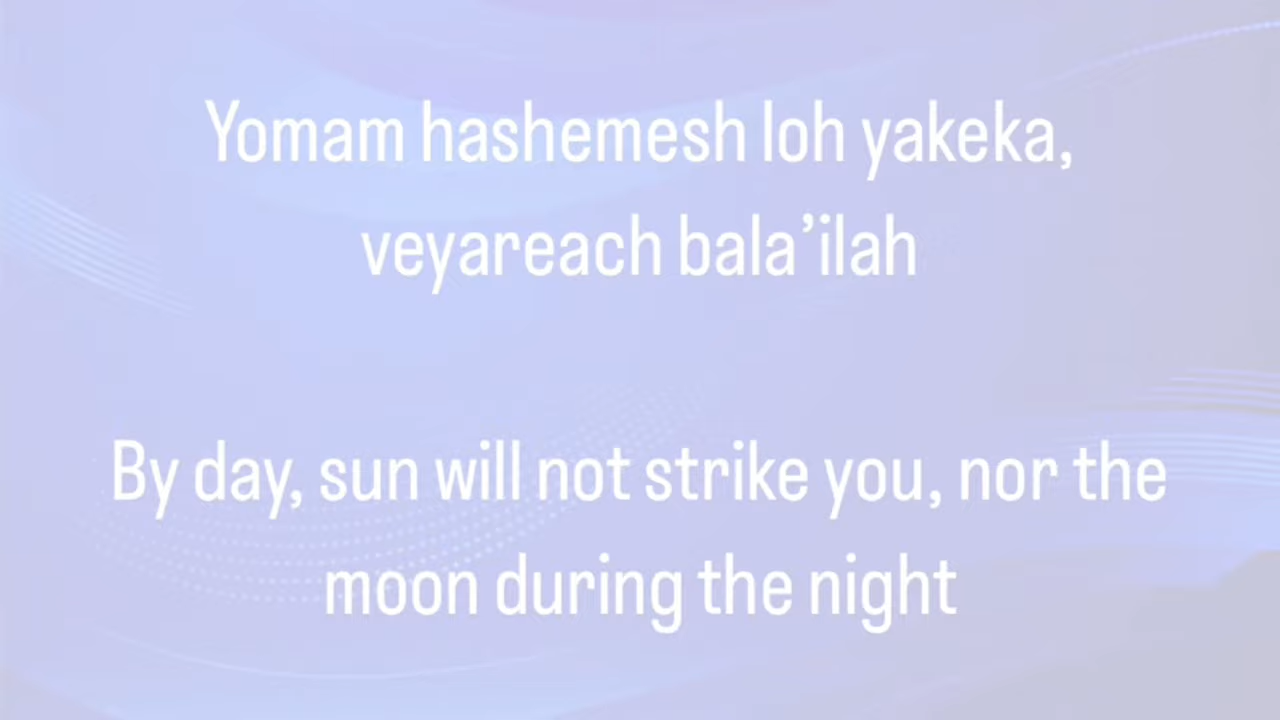 Yomam hashemesh loh yakeka,
veyareach bala’ilah
By day, sun will not strike you, nor the
moon during the night